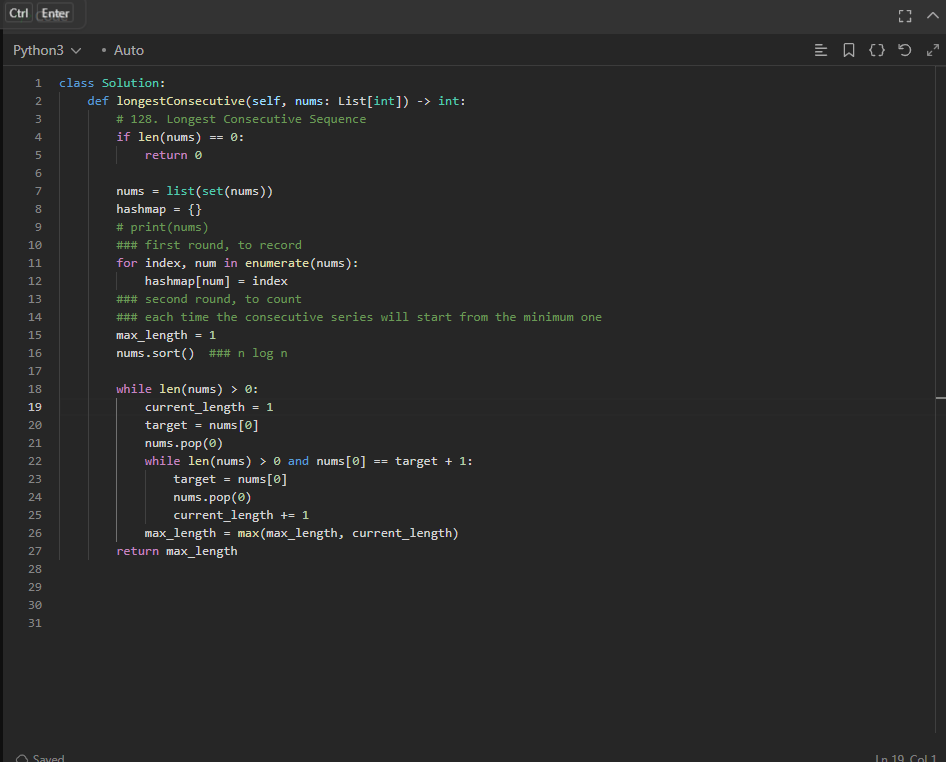 Ctrl Enter
Python3 • Auto
1 class Solution:
2 def longestConsecutive(self, nums: List[int]) -> int:
3 # 128. Longest Consecutive Sequence
4 if len(nums) == 0:
5 return 0
6
7 nums = list(set(nums))
8 hashmap = {}
9 # print(nums)
10 ### first round, to record
11 for index, num in enumerate(nums):
12 hashmap[num] = index
13 ### second round, to count
14 ### each time the consecutive series will start from the minimum one
15 max_length = 1
16 nums.sort()  ### n log n
17
18 while len(nums) > 0:
19 current_length = 1
20 target = nums[0]
21 nums.pop(0)
22 while len(nums) > 0 and nums[0] == target + 1:
23 target = nums[0]
24 nums.pop(0)
25 current_length += 1
26 max_length = max(max_length, current_length)
27 return max_length
28
29
30
31
Saved Ln 19, Col 1